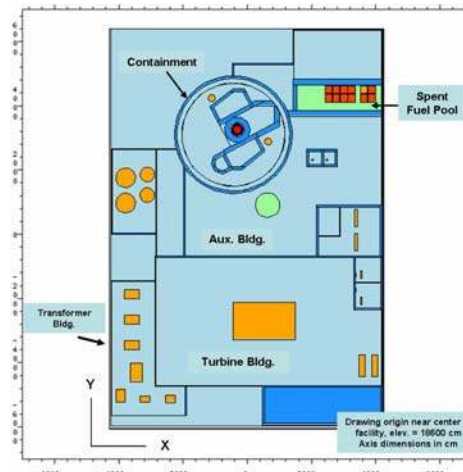 Containment
Spent
Fuel Pool
Aux. Bldg.
Transformer
Bldg.
Turbine Bldg.
Y
X
Drawing origin near center
facility, elev. = 18600 cm
Axis dimensions in cm